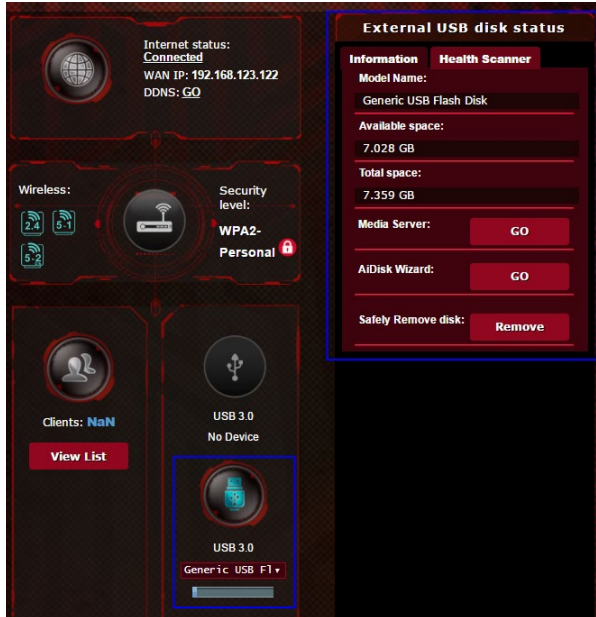 Internet status:
Connected
WAN IP: 192.168.123.122
DDNS: GO
Wireless:
2.4
5-1
5-2
Security
level:
WPA2-
Personal
Clients: NaN
View List
USB 3.0
No Device
USB 3.0
Generic USB Fl
External USB disk status
Information Health Scanner
Model Name:
Generic USB Flash Disk
Available space:
7.028 GB
Total space:
7.359 GB
Media Server: GO
AiDisk Wizard: GO
Safely Remove disk: Remove